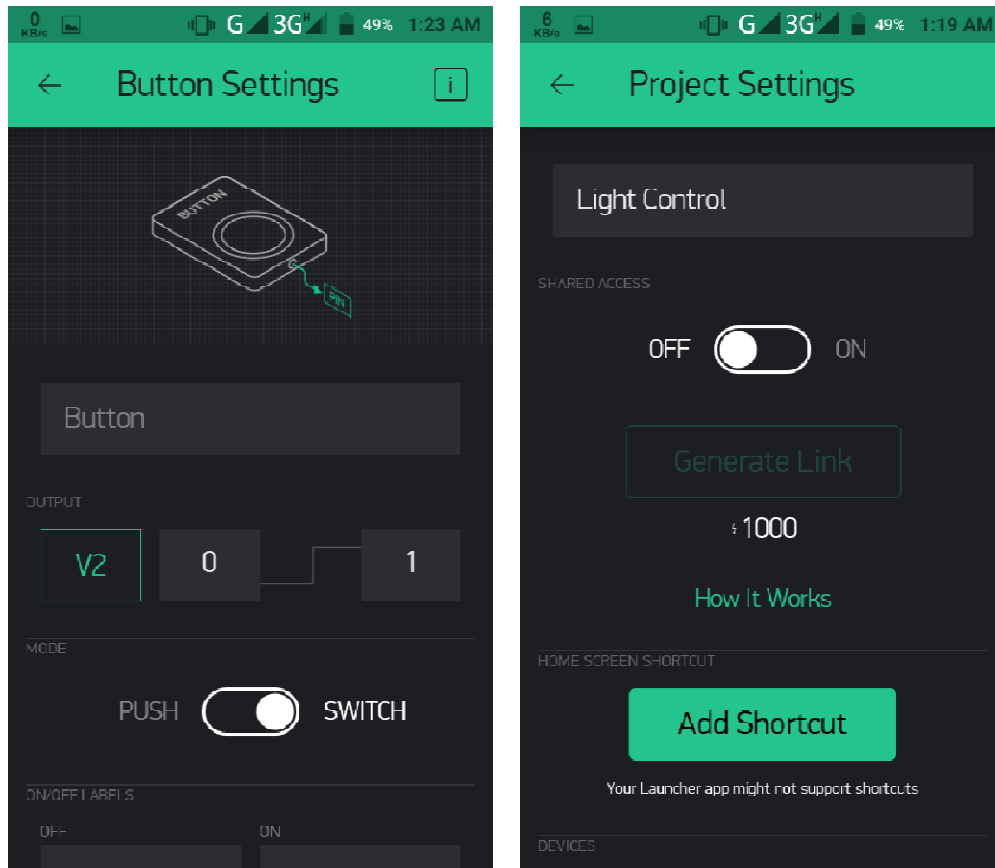 0
KB/s
G 3G H 49% 1:23 AM
Button Settings
i
BUTTON
PIN
Button
OUTPUT
V2 0 1
MODE
PUSH SWITCH
ON/OFF LABELS
OFF ON
6
KB/s
G 3G H 49% 1:19 AM
Project Settings
Light Control
SHARED ACCESS
OFF ON
Generate Link
1000
How It Works
HOME SCREEN SHORTCUT
Add Shortcut
Your Launcher app might not support shortcuts
DEVICES